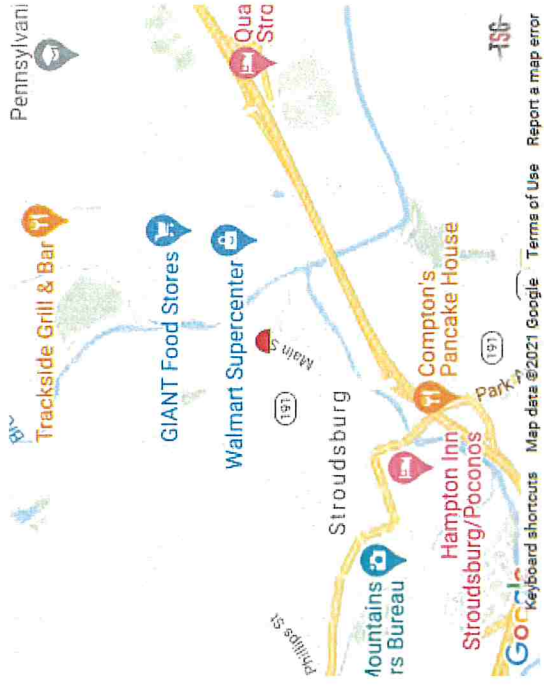 Pennsylvani
Trackside Grill & Bar
Qua
Stro
GIANT Food Stores
Walmart Supercenter
Main S
191
Stroudsburg
Compton's
Pancake House
191
Park A
Hampton Inn
Stroudsburg/Poconos
Mountains
rs Bureau
Phillips St
Google
Keyboard shortcuts
Map data ©2021 Google
Terms of Use
Report a map error